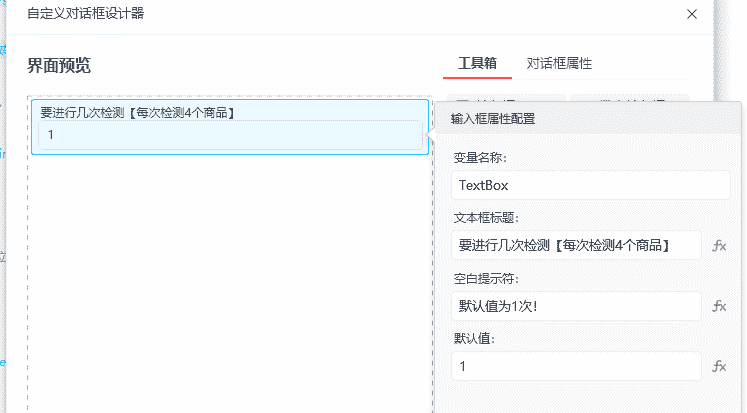 自定义对话框设计器
界面预览
工具箱
对话框属性
要进行几次检测【每次检测4个商品】
1
输入框属性配置
变量名称:
TextBox
文本框标题:
要进行几次检测【每次检测4个商品】
fx
空白提示符:
默认值为1次!
fx
默认值:
1
fx